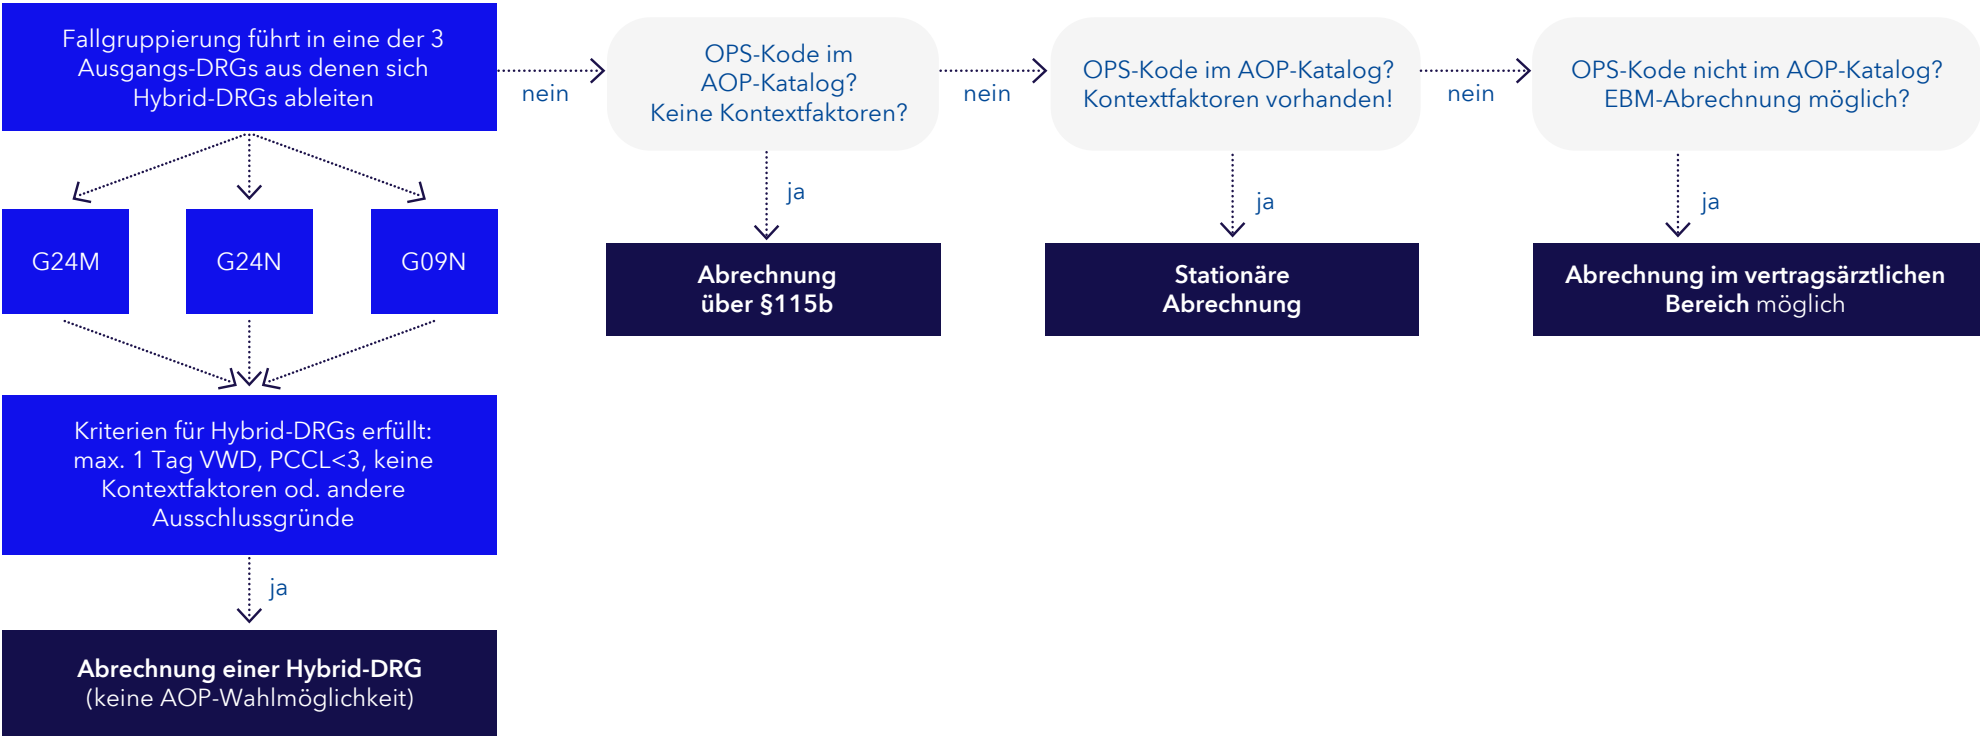 Fallgruppierung führt in eine der 3
Ausgangs-DRGs aus denen sich
Hybrid-DRGs ableiten
nein
OPS-Kode im
AOP-Katalog?
Keine Kontextfaktoren?
nein
OPS-Kode im AOP-Katalog?
Kontextfaktoren vorhanden!
nein
OPS-Kode nicht im AOP-Katalog?
EBM-Abrechnung möglich?
ja
ja
ja
G24M
G24N
G09N
Abrechnung
über §115b
Stationäre
Abrechnung
Abrechnung im vertragsärztlichen
Bereich möglich
Kriterien für Hybrid-DRGs erfüllt:
max. 1 Tag VWD, PCCL<3, keine
Kontextfaktoren od. andere
Ausschlussgründe
ja
Abrechnung einer Hybrid-DRG
(keine AOP-Wahlmöglichkeit)